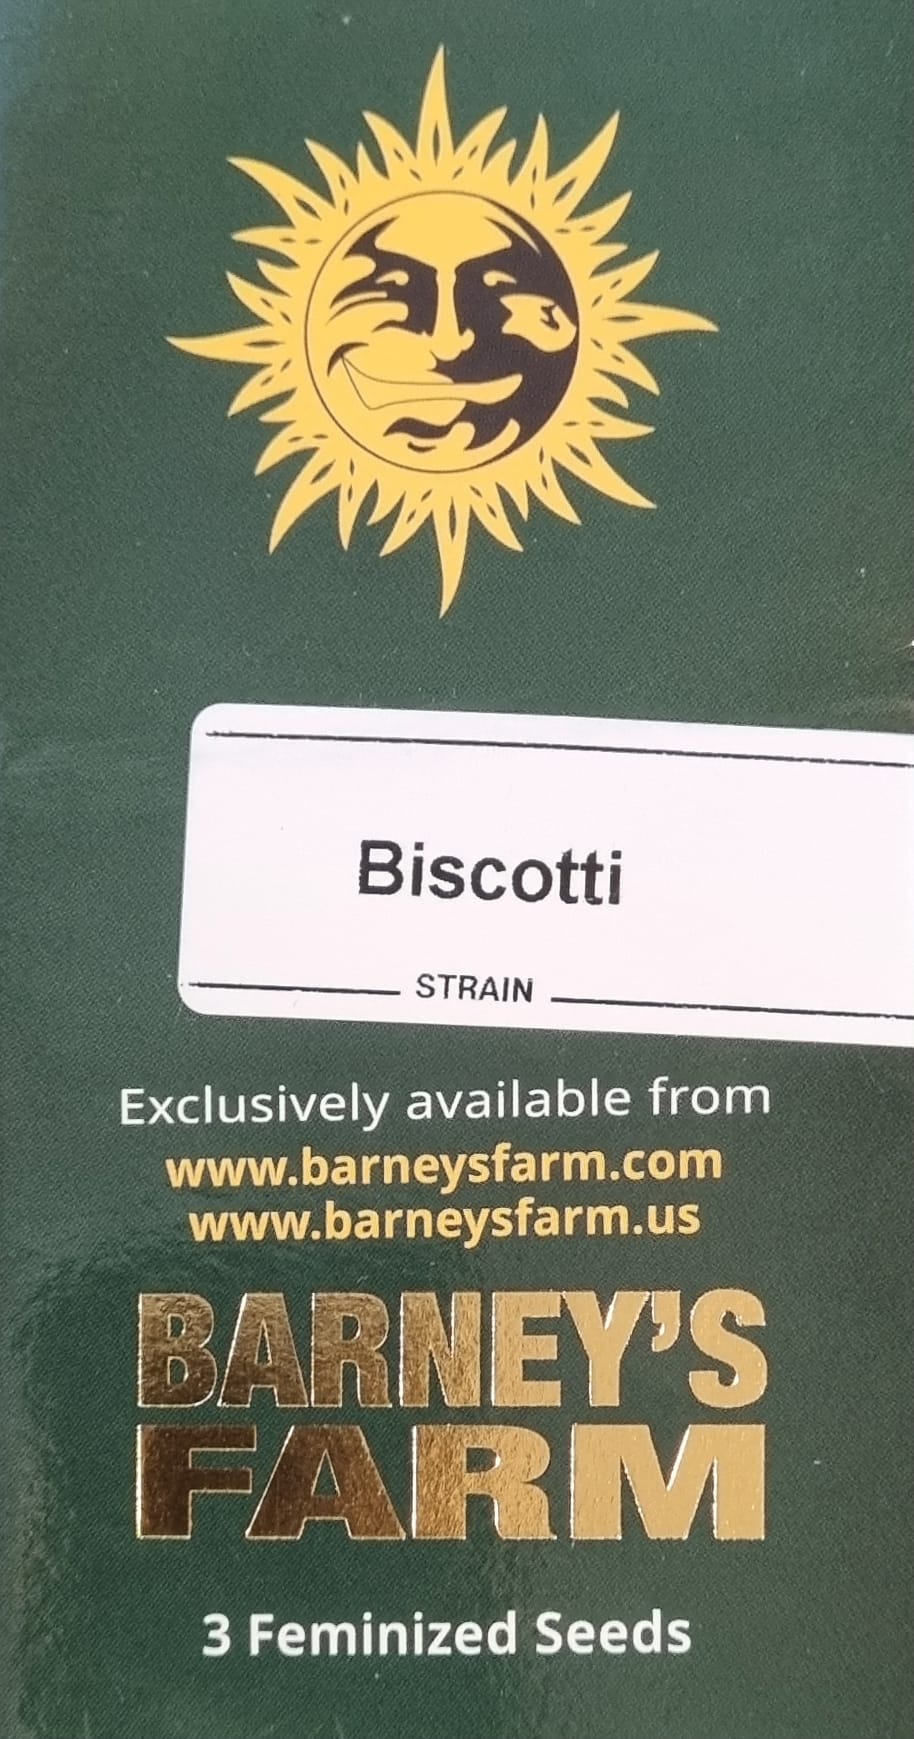 Biscotti
STRAIN
Exclusively available from
www.barneysfarm.com
www.barneysfarm.us
BARNEY'S
FARM
3 Feminized Seeds